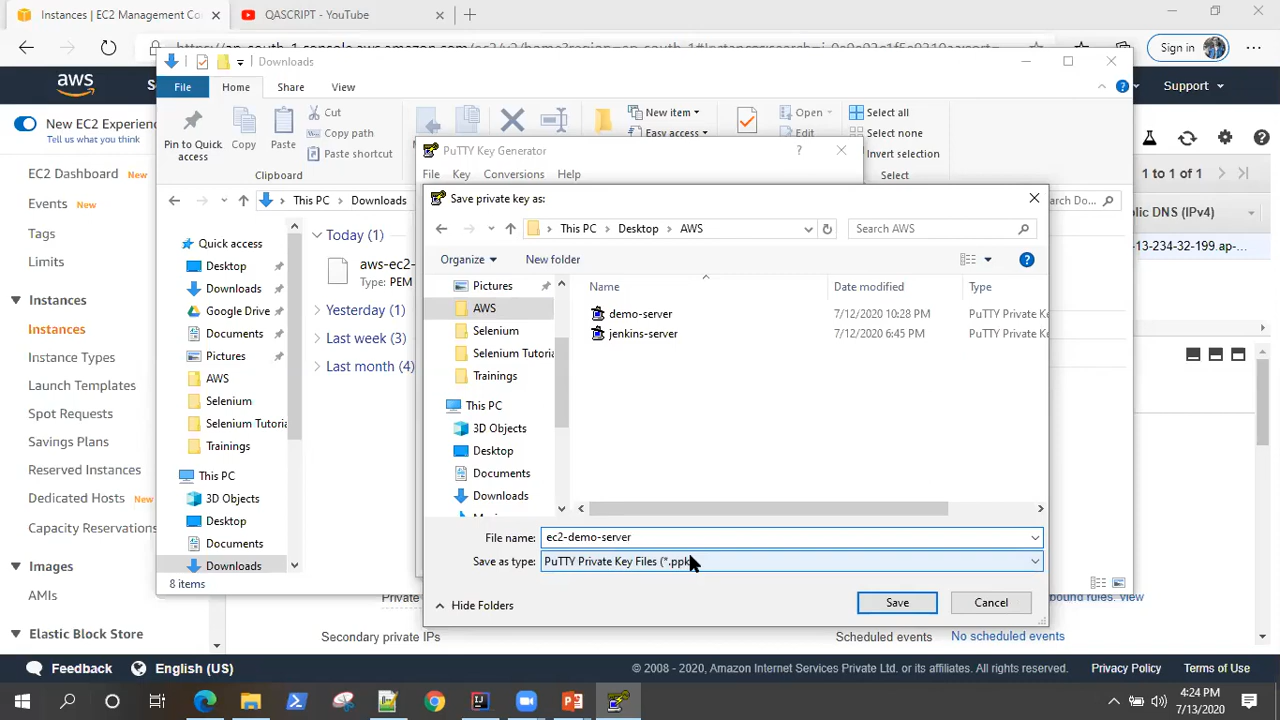 Instances | EC2 Management Con
QASCRIPT - YouTube
Sign in
aws
Support
New EC2 Experience
Tell us what you think
EC2 Dashboard New
Events New
Tags
Limits
Instances
Instances
Instance Types
Launch Templates
Spot Requests
Savings Plans
Reserved Instances
Dedicated Hosts New
Capacity Reservations
Images
AMIs
Elastic Block Store
Downloads
File
Home
Share
View
Pin to Quick access
Copy
Paste
Cut
Copy path
Paste shortcut
Clipboard
New item
Easy access
Open
Edit
Select all
Select none
Invert selection
Select
This PC
Downloads
Quick access
Desktop
Downloads
Google Drive
Documents
Pictures
AWS
Selenium
Selenium Tutoria
Trainings
This PC
3D Objects
Desktop
Documents
Downloads
8 items
Today (1)
aws-ec2-
Type: PEM
Yesterday (1)
Last week (3)
Last month (4)
PuTTY Key Generator
?
File
Key
Conversions
Help
Save private key as:
This PC
Desktop
AWS
Search AWS
Organize
New folder
Pictures
AWS
Selenium
Selenium Tutoria
Trainings
This PC
3D Objects
Desktop
Documents
Downloads
Name
Date modified
Type
demo-server
7/12/2020 10:28 PM
PuTTY Private Ke
jenkins-server
7/12/2020 6:45 PM
PuTTY Private Ke
File name:
ec2-demo-server
Save as type:
PuTTY Private Key Files (*.ppk
Hide Folders
Save
Cancel
1 to 1 of 1
lic DNS (IPv4)
-13-234-32-199.ap-...
Secondary private IPs
Scheduled events
No scheduled events
Feedback
English (US)
© 2008 - 2020, Amazon Internet Services Private Ltd. or its affiliates. All rights reserved.
Privacy Policy
Terms of Use
4:24 PM
7/13/2020